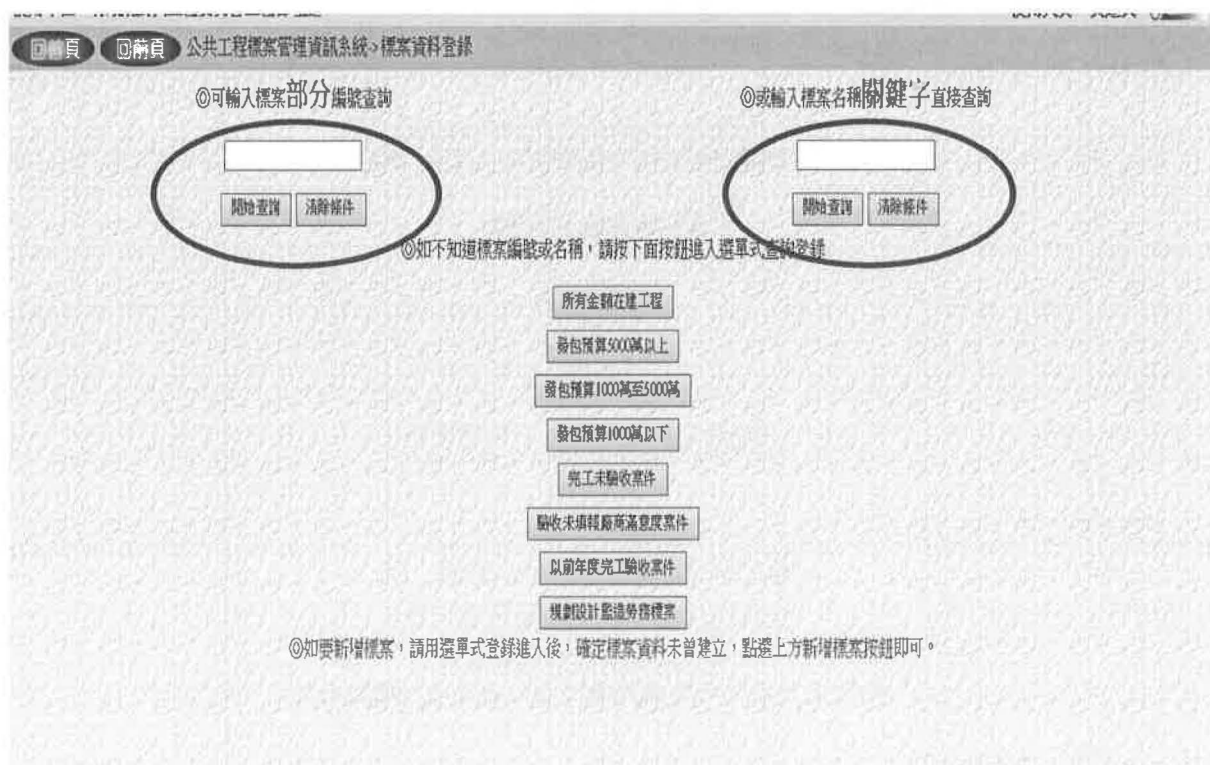 回前頁 回前頁 公共工程標案管理資訊系統->標案資料登錄
◎可輸入標案部分編號查詢
◎或輸入標案名稱關鍵字直接查詢
開始查詢 清除條件
開始查詢 清除條件
◎如不知道標案編號或名稱，請按下面按鈕進入選單式查詢登錄
所有金額在建工程
發包預算5000萬以上
發包預算1000萬至5000萬
發包預算1000萬以下
完工未驗收案件
驗收未填報廠商滿意度案件
以前年度完工驗收案件
規劃設計監造勞務標案
◎如要新增標案，請用選單式登錄進入後，確定標案資料未曾建立，點選上方新增標案按鈕即可。